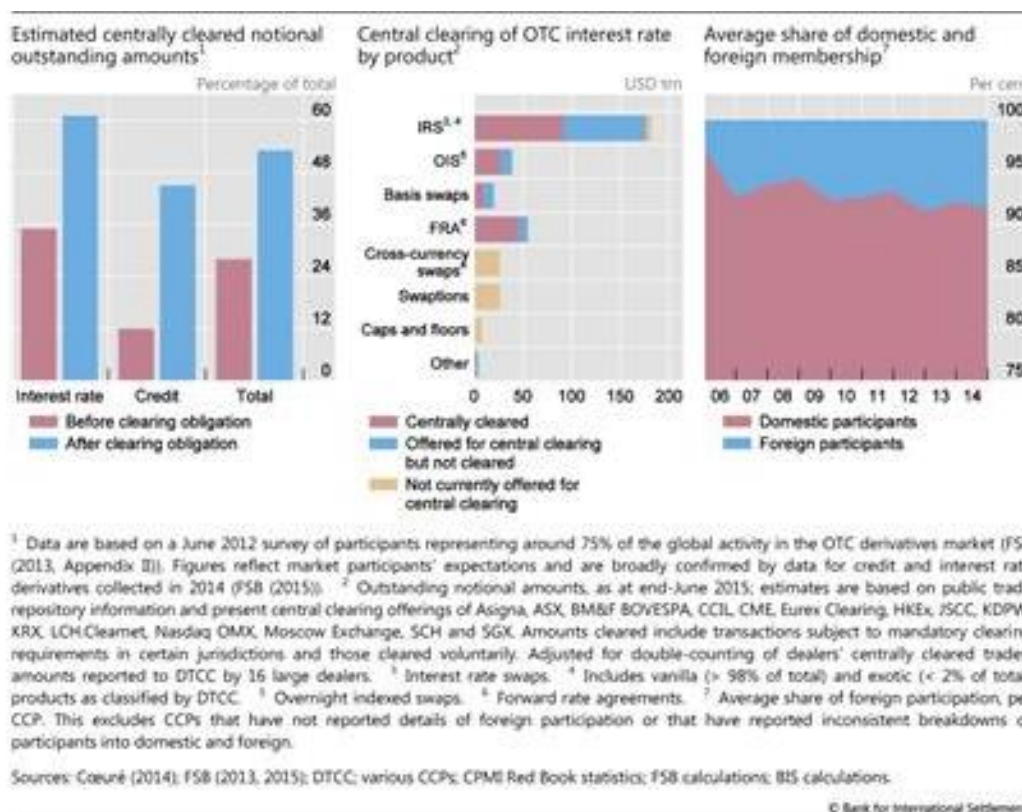 Estimated centrally cleared notional
outstanding amounts¹
Percentage of total
60
48
36
24
12
0
Interest rate Credit Total
Before clearing obligation
After clearing obligation
Central clearing of OTC interest rate
by product²
USD trn
IRS³˒ ⁴
OIS⁵
Basis swaps
FRA⁶
Cross-currency
swaps
Swaptions
Caps and floors
Other
0 50 100 150 200
Centrally cleared
Offered for central clearing
but not cleared
Not currently offered for
central clearing
Average share of domestic and
foreign membership⁷
Per cen
100
95
90
85
80
75
06 07 08 09 10 11 12 13 14
Domestic participants
Foreign participants
¹ Data are based on a June 2012 survey of participants representing around 75% of the global activity in the OTC derivatives market (FS
(2013, Appendix II)). Figures reflect market participants' expectations and are broadly confirmed by data for credit and interest rat
derivatives collected in 2014 (FSB (2015)). ² Outstanding notional amounts, as at end-June 2015; estimates are based on public trad
repository information and present central clearing offerings of Asigna, ASX, BM&F BOVESPA, CCIL, CME, Eurex Clearing, HKEx, JSCC, KDPW
KRX, LCH.Clearnet, Nasdaq OMX, Moscow Exchange, SCH and SGX. Amounts cleared include transactions subject to mandatory clearin
requirements in certain jurisdictions and those cleared voluntarily. Adjusted for double-counting of dealers' centrally cleared trade
amounts reported to DTCC by 16 large dealers. ³ Interest rate swaps. ⁴ Includes vanilla (> 98% of total) and exotic (< 2% of tota
products as classified by DTCC. ⁵ Overnight indexed swaps. ⁶ Forward rate agreements. ⁷ Average share of foreign participation, pe
CCP. This excludes CCPs that have not reported details of foreign participation or that have reported inconsistent breakdowns o
participants into domestic and foreign.
Sources: Cœuré (2014); FSB (2013, 2015); DTCC; various CCPs; CPMI Red Book statistics; FSB calculations; BIS calculations.
© Bank for International Settlemen